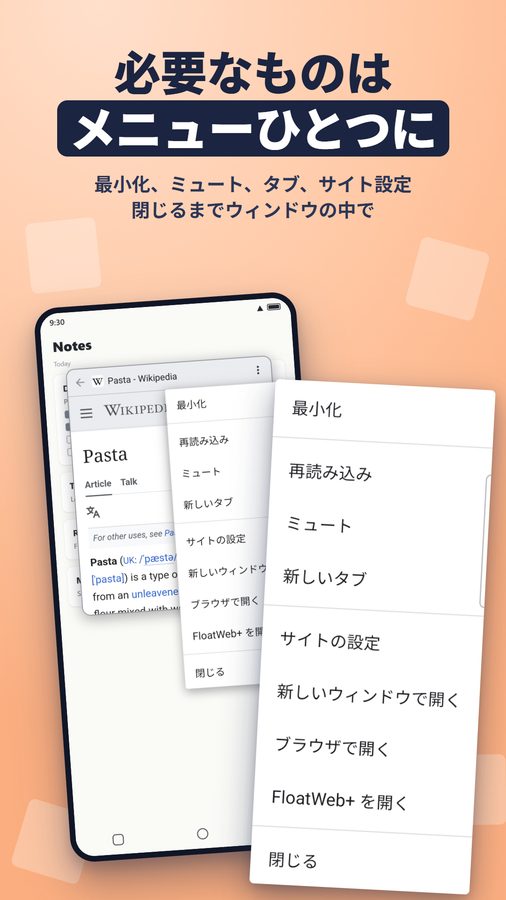 必要なものは
メニューひとつに
最小化、ミュート、タブ、サイト設定
閉じるまでウィンドウの中で
9:30
Notes
Today
Pasta - Wikipedia
WIKIPEDI
Pasta
Article Talk
For other uses, see Pa
Pasta (UK: /ˈpæstə/
[ˈpasta]) is a type o
from an unleavene
flour mixed with w
最小化
再読み込み
ミュート
新しいタブ
サイトの設定
新しいウィンドウ
ブラウザで開く
FloatWeb+ を開
閉じる
最小化
再読み込み
ミュート
新しいタブ
サイトの設定
新しいウィンドウで開く
ブラウザで開く
FloatWeb+ を開く
閉じる